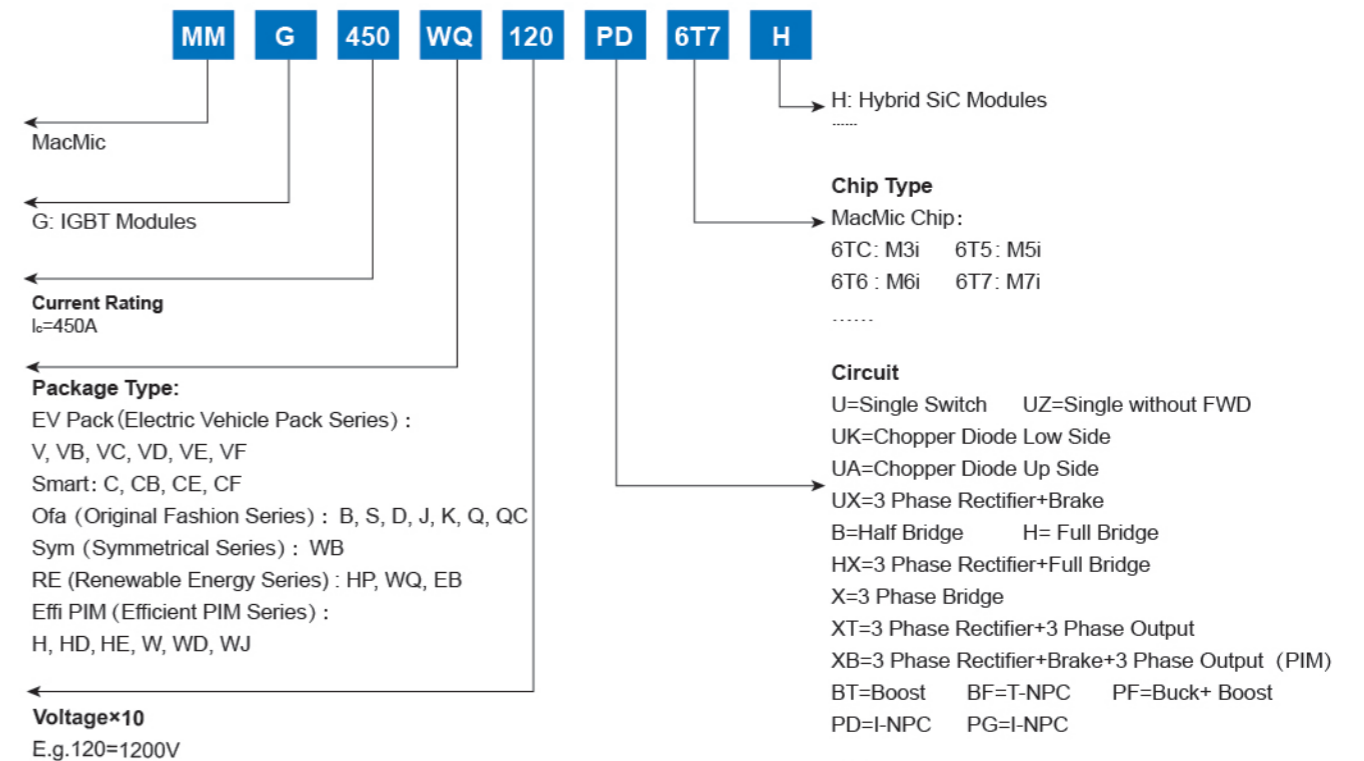 MM G 450 WQ 120 PD 6T7 H
MacMic
G: IGBT Modules
Current Rating
Ic=450A
Package Type:
EV Pack (Electric Vehicle Pack Series) :
V, VB, VC, VD, VE, VF
Smart: C, CB, CE, CF
Ofa (Original Fashion Series) : B, S, D, J, K, Q, QC
Sym (Symmetrical Series) : WB
RE (Renewable Energy Series) : HP, WQ, EB
Effi PIM (Efficient PIM Series) :
H, HD, HE, W, WD, WJ
Voltage×10
E.g.120=1200V
H: Hybrid SiC Modules
......
Chip Type
MacMic Chip:
6TC: M3i 6T5: M5i
6T6 : M6i 6T7: M7i
......
Circuit
U=Single Switch UZ=Single without FWD
UK=Chopper Diode Low Side
UA=Chopper Diode Up Side
UX=3 Phase Rectifier+Brake
B=Half Bridge H= Full Bridge
HX=3 Phase Rectifier+Full Bridge
X=3 Phase Bridge
XT=3 Phase Rectifier+3 Phase Output
XB=3 Phase Rectifier+Brake+3 Phase Output (PIM)
BT=Boost BF=T-NPC PF=Buck+ Boost
PD=I-NPC PG=I-NPC